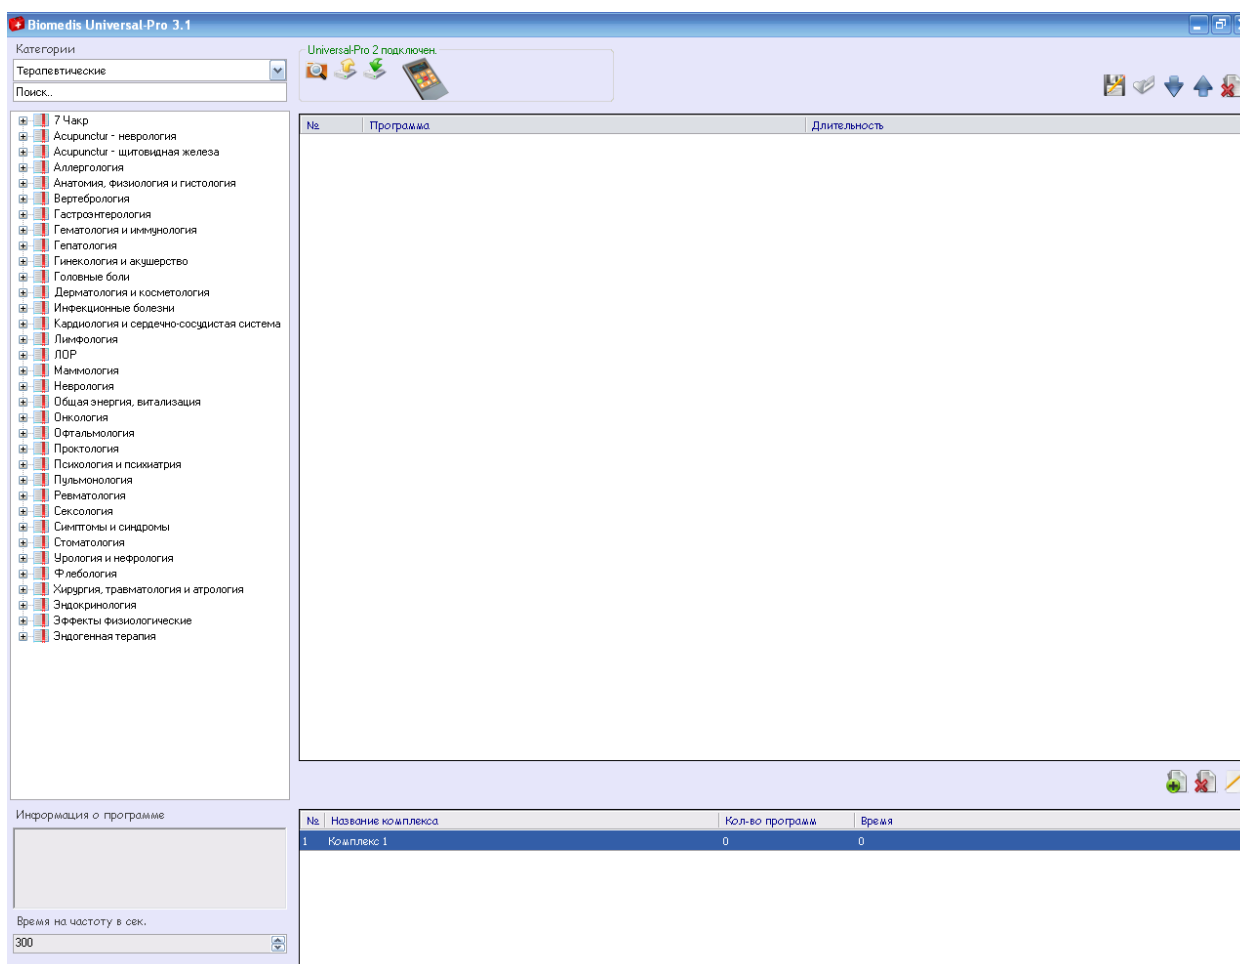 Biomedis Universal-Pro 3.1
Категории
Терапевтические
Поиск..
Universal-Pro 2 подключен.
7 Чакр
Acupunctur - неврология
Acupunctur - щитовидная железа
Аллергология
Анатомия, физиология и гистология
Вертебрология
Гастроэнтерология
Гематология и иммунология
Гепатология
Гинекология и акушерство
Головные боли
Дерматология и косметология
Инфекционные болезни
Кардиология и сердечно-сосудистая система
Лимфология
ЛОР
Маммология
Неврология
Общая энергия, витализация
Онкология
Офтальмология
Проктология
Психология и психиатрия
Пульмонология
Ревматология
Сексология
Симптомы и синдромы
Стоматология
Урология и нефрология
Флебология
Хирургия, травматология и атрология
Эндокринология
Эффекты физиологические
Эндогенная терапия
№ Программа Длительность
Информация о программе
Время на частоту в сек.
300
№ Название комплекса Кол-во программ Время
1 Комплекс 1 0 0